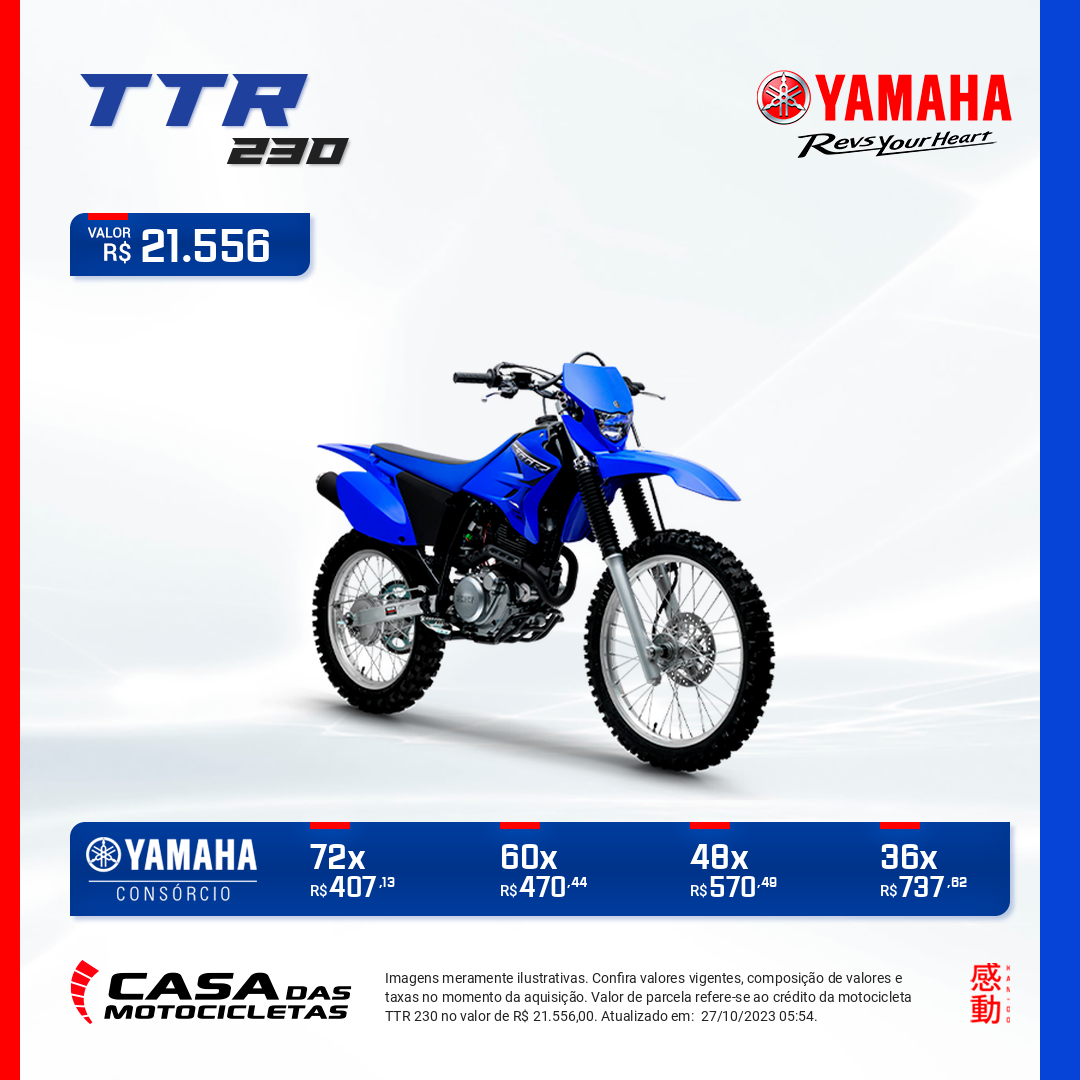 TTR
230
YAMAHA
Revs Your Heart
VALOR
R$ 21.556
YAMAHA
CONSÓRCIO
72x
R$ 407,13
60x
R$ 470,44
48x
R$ 570,49
36x
R$ 737,62
CASA DAS
MOTOCICLETAS
Imagens meramente ilustrativas. Confira valores vigentes, composição de valores e
taxas no momento da aquisição. Valor de parcela refere-se ao crédito da motocicleta
TTR 230 no valor de R$ 21.556,00. Atualizado em: 27/10/2023 05:54.
感動